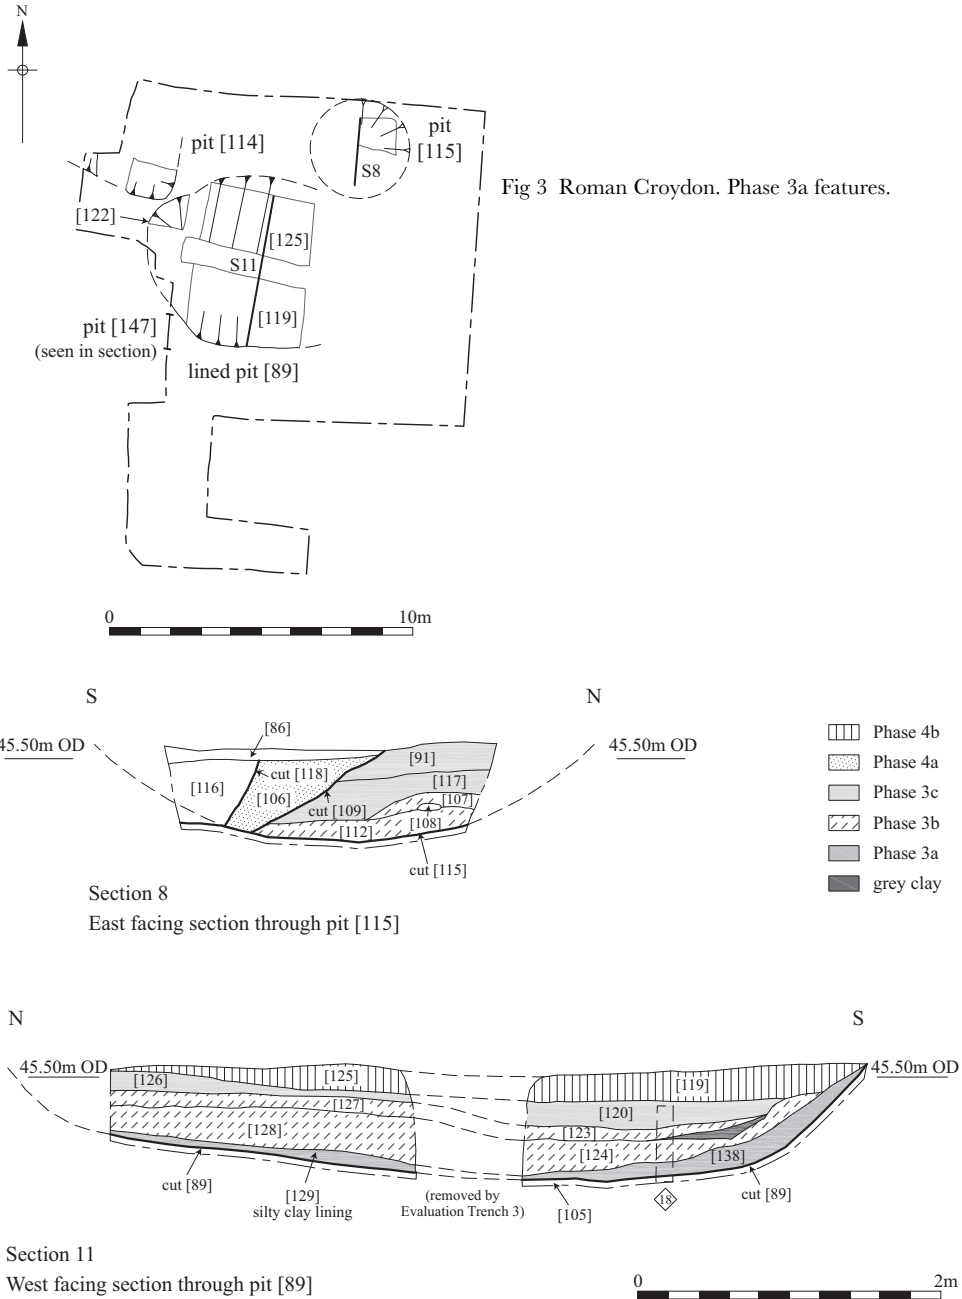 N
pit [114]
pit
[115]
S8
Fig 3 Roman Croydon. Phase 3a features.
[122]
[125]
S11
[119]
pit [147]
(seen in section)
lined pit [89]
0 10m
S N
45.50m OD 45.50m OD
[86]
[91]
cut [118]
[117]
[116]
[106]
cut [109]
[107]
[108]
[112]
cut [115]
Phase 4b
Phase 4a
Phase 3c
Phase 3b
Phase 3a
grey clay
Section 8
East facing section through pit [115]
N S
45.50m OD 45.50m OD
[126] [125] [119]
[127] [120]
[128] [123]
[124] [138]
cut [89]
[129]
silty clay lining
(removed by
Evaluation Trench 3)
[105]
18
cut [89]
Section 11
West facing section through pit [89]
0 2m